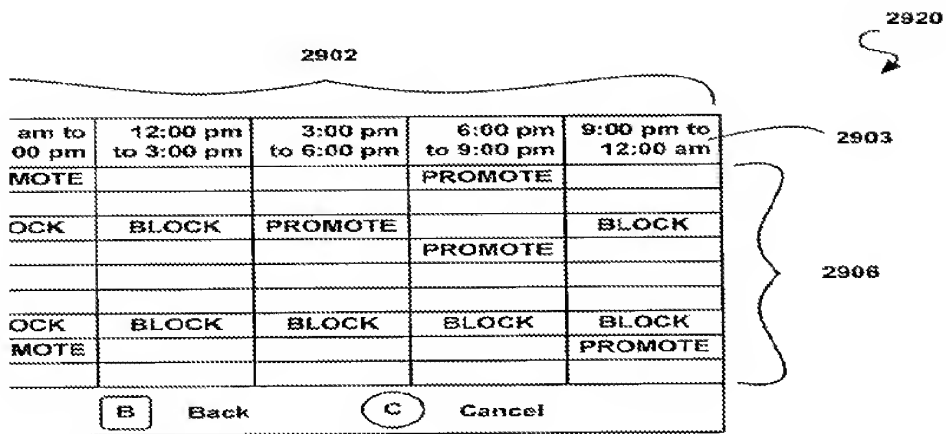 2920
2902
am to 12:00 pm 3:00 pm 6:00 pm 9:00 pm to
00 pm to 3:00 pm to 6:00 pm to 9:00 pm 12:00 am
2903
MOTE PROMOTE
OCK BLOCK PROMOTE BLOCK
PROMOTE
2906
OCK BLOCK BLOCK BLOCK BLOCK
MOTE PROMOTE
B Back C Cancel